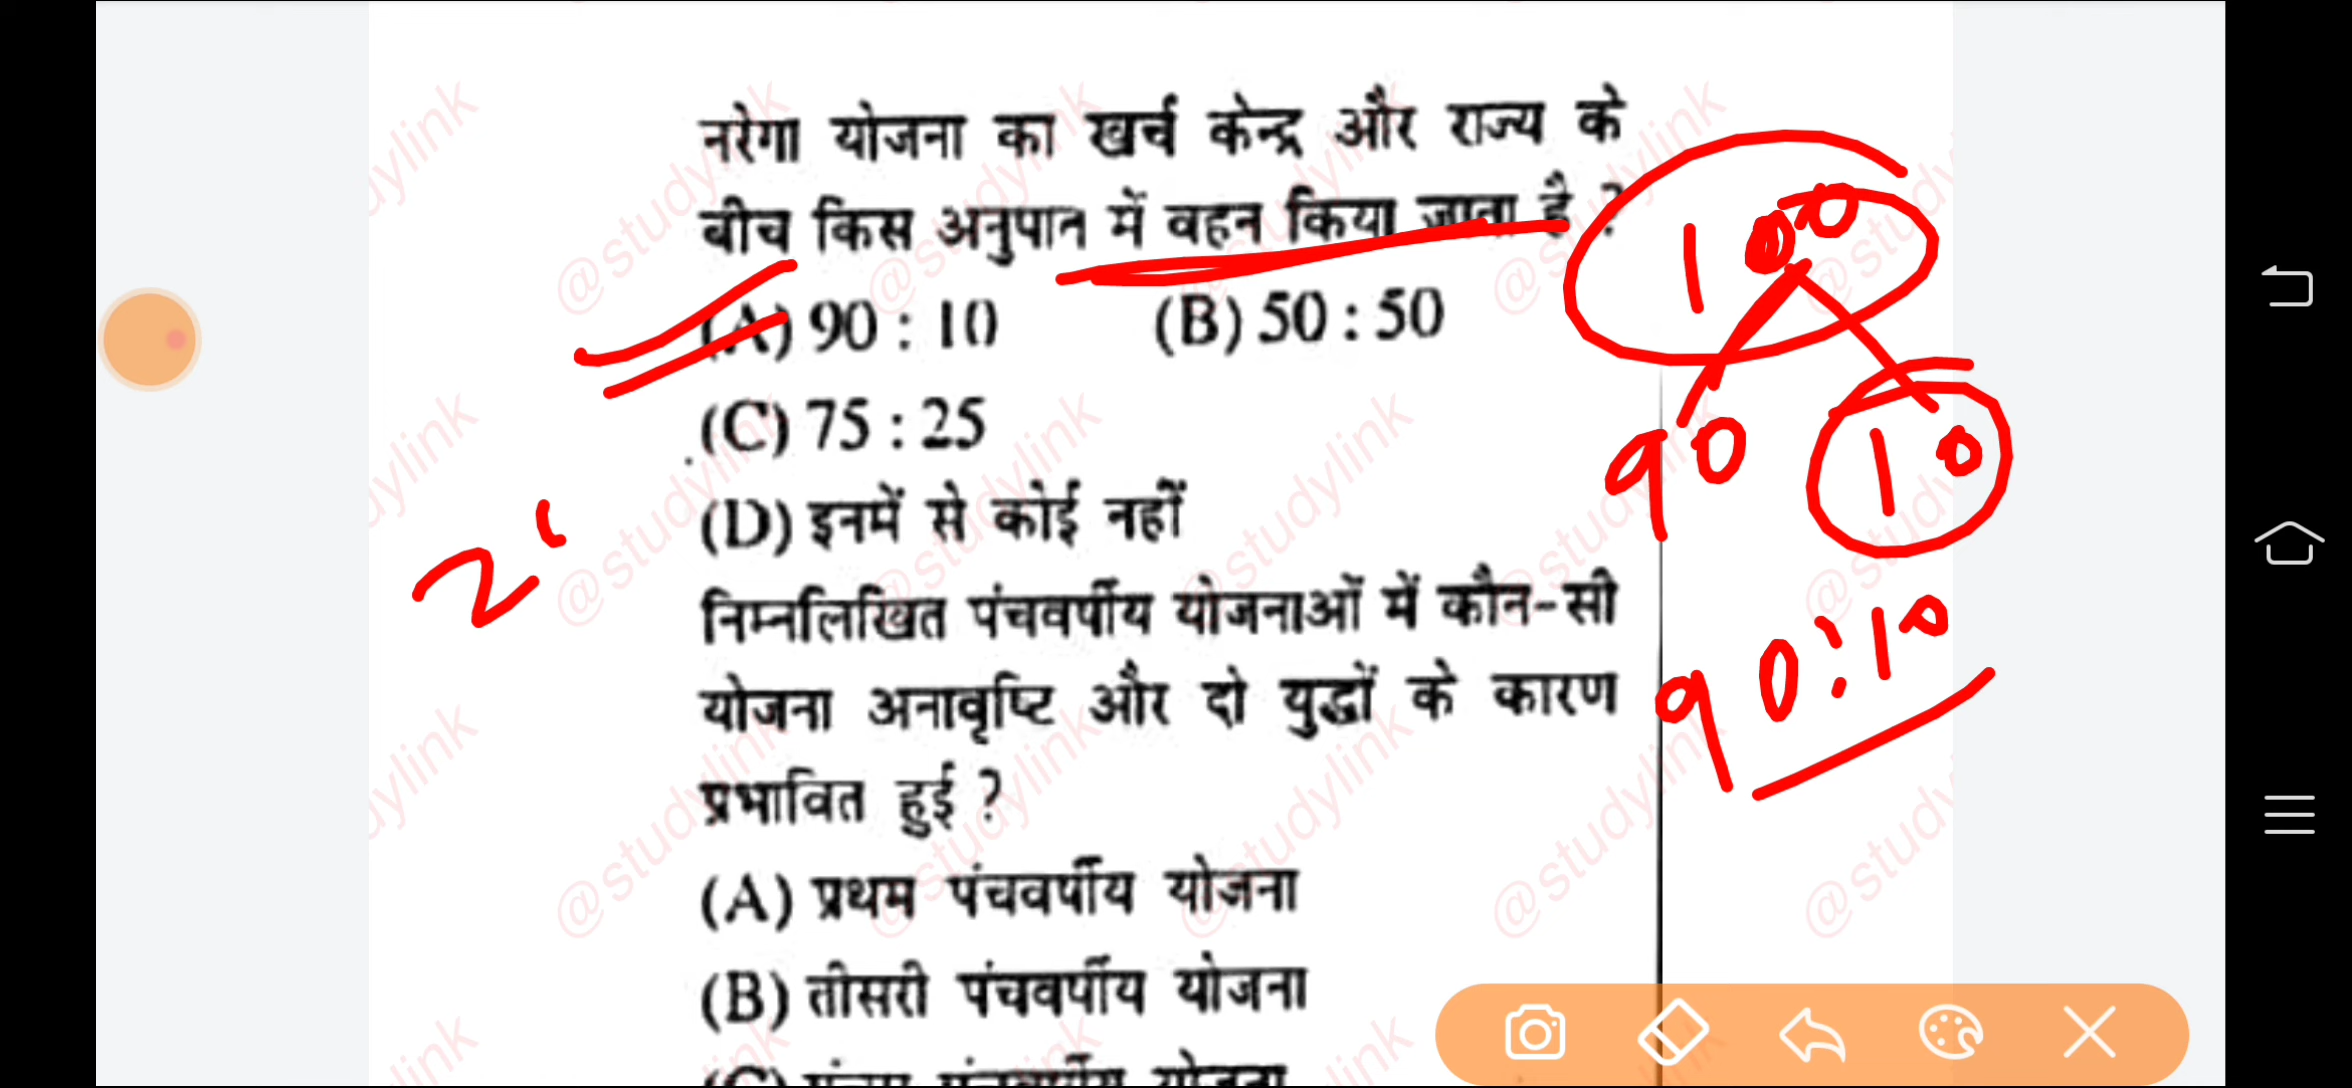 नरेगा योजना का खर्च केन्द्र और राज्य के
बीच किस अनुपात में वहन किया जाता है ?
(A) 90 : 10 (B) 50 : 50
(C) 75 : 25
(D) इनमें से कोई नहीं
निम्नलिखित पंचवर्षीय योजनाओं में कौन-सी
योजना अनावृष्टि और दो युद्धों के कारण
प्रभावित हुई ?
(A) प्रथम पंचवर्षीय योजना
(B) तीसरी पंचवर्षीय योजना
100
90 10
90:10
@studylink